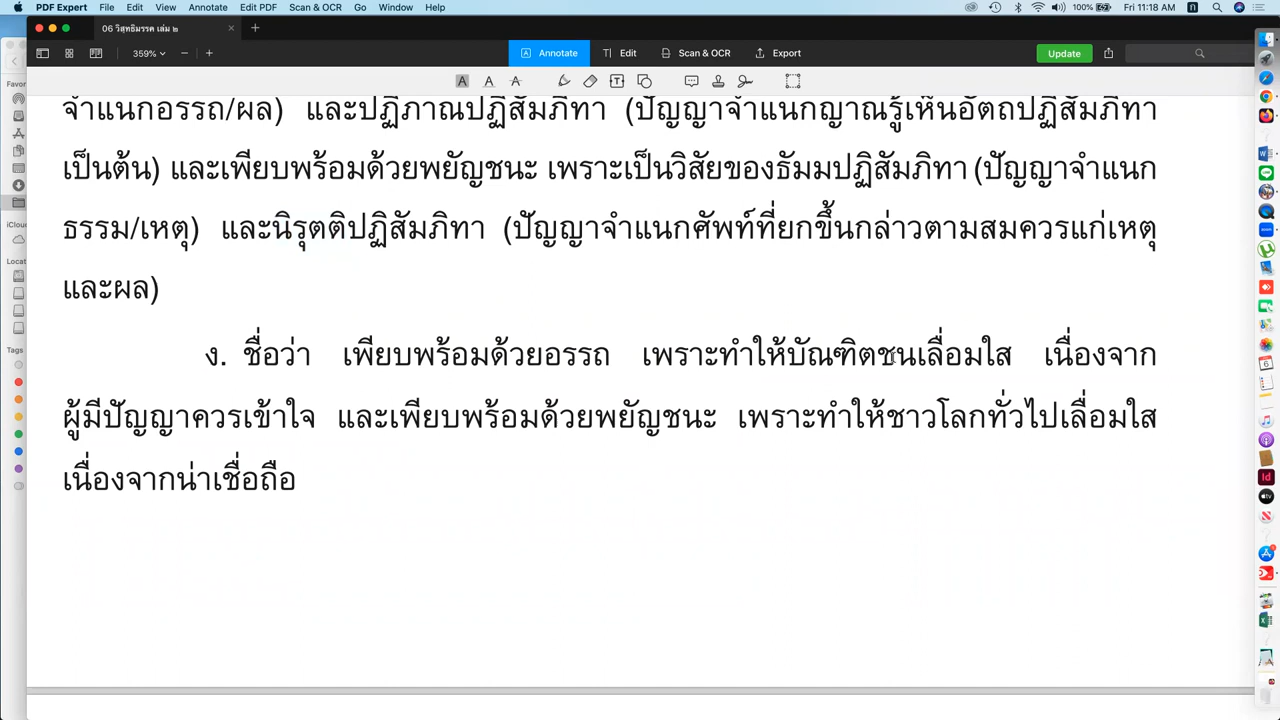 PDF Expert File Edit View Annotate Edit PDF Scan & OCR Go Window Help 100% Fri 11:18 AM
06 วิสุทธิมรรค เล่ม ๒
359% Annotate Edit Scan & OCR Export Update
Favor
จำแนกอรรถ/ผล) และปฏิภาณปฏิสัมภิทา (ปัญญาจำแนกญาณรู้เห็นอัตถปฏิสัมภิทา
เป็นต้น) และเพียบพร้อมด้วยพยัญชนะ เพราะเป็นวิสัยของธัมมปฏิสัมภิทา (ปัญญาจำแนก
ธรรม/เหตุ) และนิรุตติปฏิสัมภิทา (ปัญญาจำแนกศัพท์ที่ยกขึ้นกล่าวตามสมควรแก่เหตุ
iCloud
และผล)
Locat
ง. ชื่อว่า เพียบพร้อมด้วยอรรถ เพราะทำให้บัณฑิตชนเลื่อมใส เนื่องจาก
Tags
ผู้มีปัญญาควรเข้าใจ และเพียบพร้อมด้วยพยัญชนะ เพราะทำให้ชาวโลกทั่วไปเลื่อมใส
เนื่องจากน่าเชื่อถือ